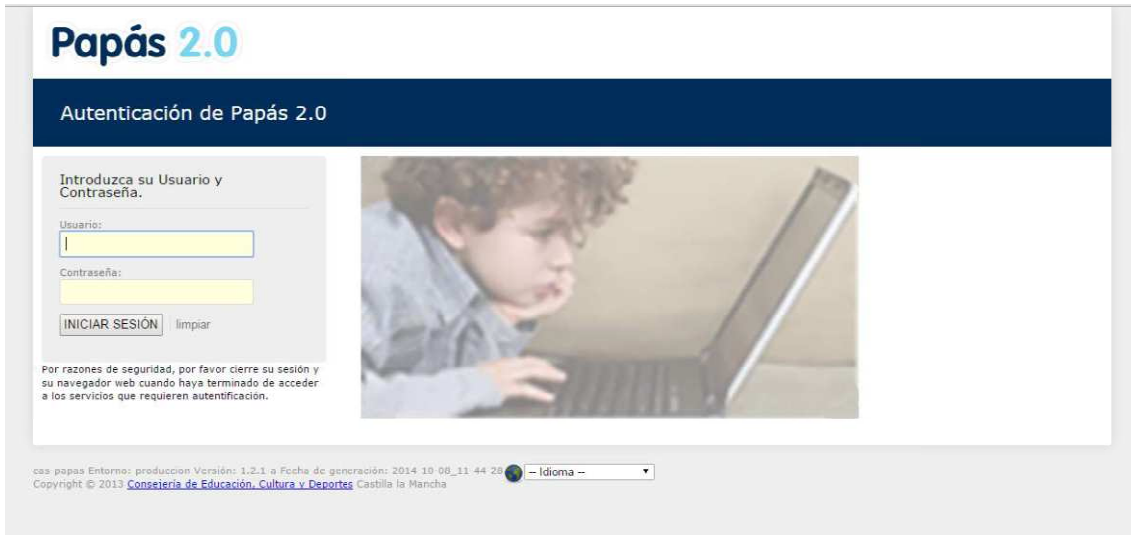 Papás 2.0
Autenticación de Papás 2.0
Introduzca su Usuario y
Contraseña.
Usuario:
Contraseña:
INICIAR SESIÓN limpiar
Por razones de seguridad, por favor cierre su sesión y
su navegador web cuando haya terminado de acceder
a los servicios que requieren autentificación.
cas papas Entorno: produccion Versión: 1.2.1 a Fecha de generación: 2014 10 08_11 44 28 -- Idioma --
Copyright © 2013 Consejería de Educación, Cultura y Deportes Castilla la Mancha